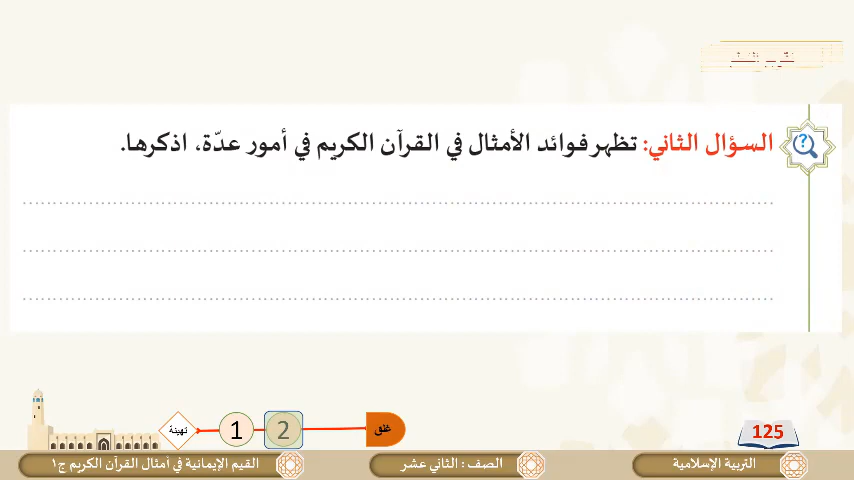 السؤال الثاني: تظهر فوائد الأمثال في القرآن الكريم في أمور عدّة، اذكرها.
?
غلق
2
1
تهيئة
125
التربية الإسلامية
الصف : الثاني عشر
القيم الإيمانية في أمثال القرآن الكريم ج١